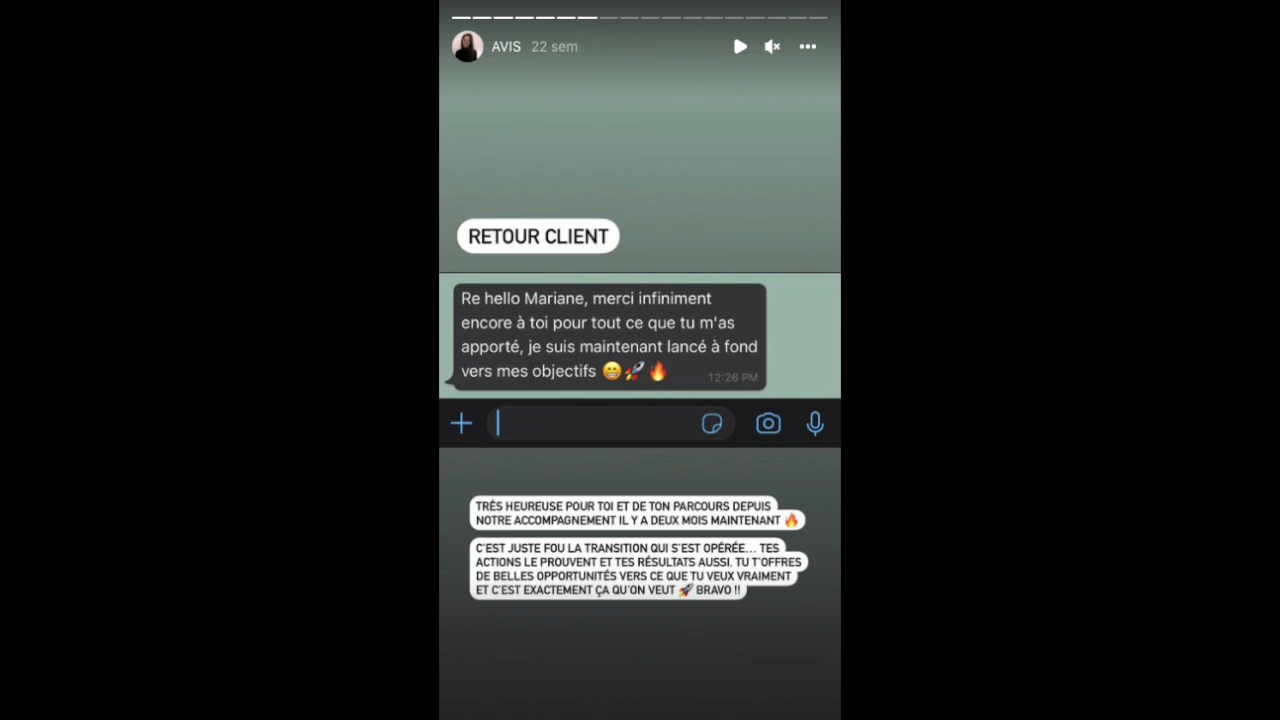 AVIS 22 sem
RETOUR CLIENT
Re hello Mariane, merci infiniment
encore à toi pour tout ce que tu m'as
apporté, je suis maintenant lancé à fond
vers mes objectifs 😁🚀🔥 12:26 PM
TRÈS HEUREUSE POUR TOI ET DE TON PARCOURS DEPUIS
NOTRE ACCOMPAGNEMENT IL Y A DEUX MOIS MAINTENANT 🔥
C'EST JUSTE FOU LA TRANSITION QUI S'EST OPÉRÉE... TES
ACTIONS LE PROUVENT ET TES RÉSULTATS AUSSI. TU T'OFFRES
DE BELLES OPPORTUNITÉS VERS CE QUE TU VEUX VRAIMENT
ET C'EST EXACTEMENT ÇA QU'ON VEUT 🚀 BRAVO !!